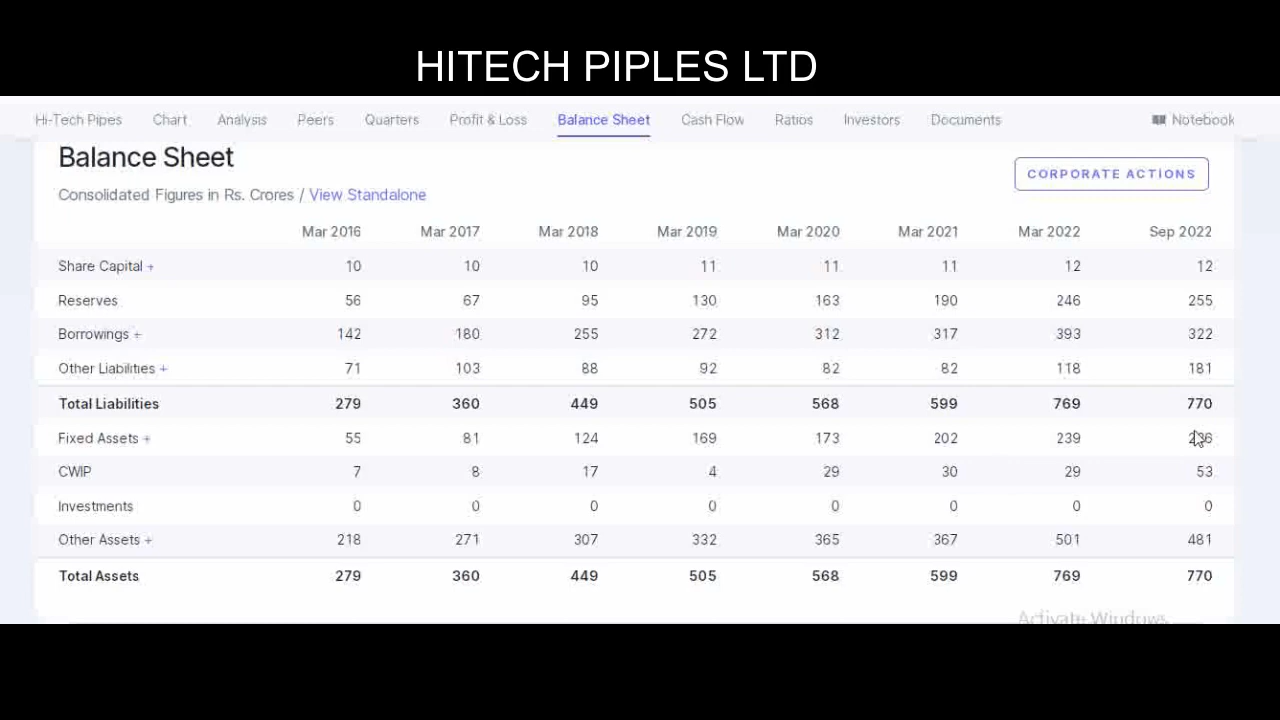 HITECH PIPLES LTD
Hi-Tech Pipes Chart Analysis Peers Quarters Profit & Loss Balance Sheet Cash Flow Ratios Investors Documents Notebook
Balance Sheet
CORPORATE ACTIONS
Consolidated Figures in Rs. Crores / View Standalone
Mar 2016 Mar 2017 Mar 2018 Mar 2019 Mar 2020 Mar 2021 Mar 2022 Sep 2022
Share Capital + 10 10 10 11 11 11 12 12
Reserves 56 67 95 130 163 190 246 255
Borrowings + 142 180 255 272 312 317 393 322
Other Liabilities + 71 103 88 92 82 82 118 181
Total Liabilities 279 360 449 505 568 599 769 770
Fixed Assets + 55 81 124 169 173 202 239
CWIP 7 8 17 4 29 30 29 53
Investments 0 0 0 0 0 0 0 0
Other Assets + 218 271 307 332 365 367 501 481
Total Assets 279 360 449 505 568 599 769 770
Activate Windows